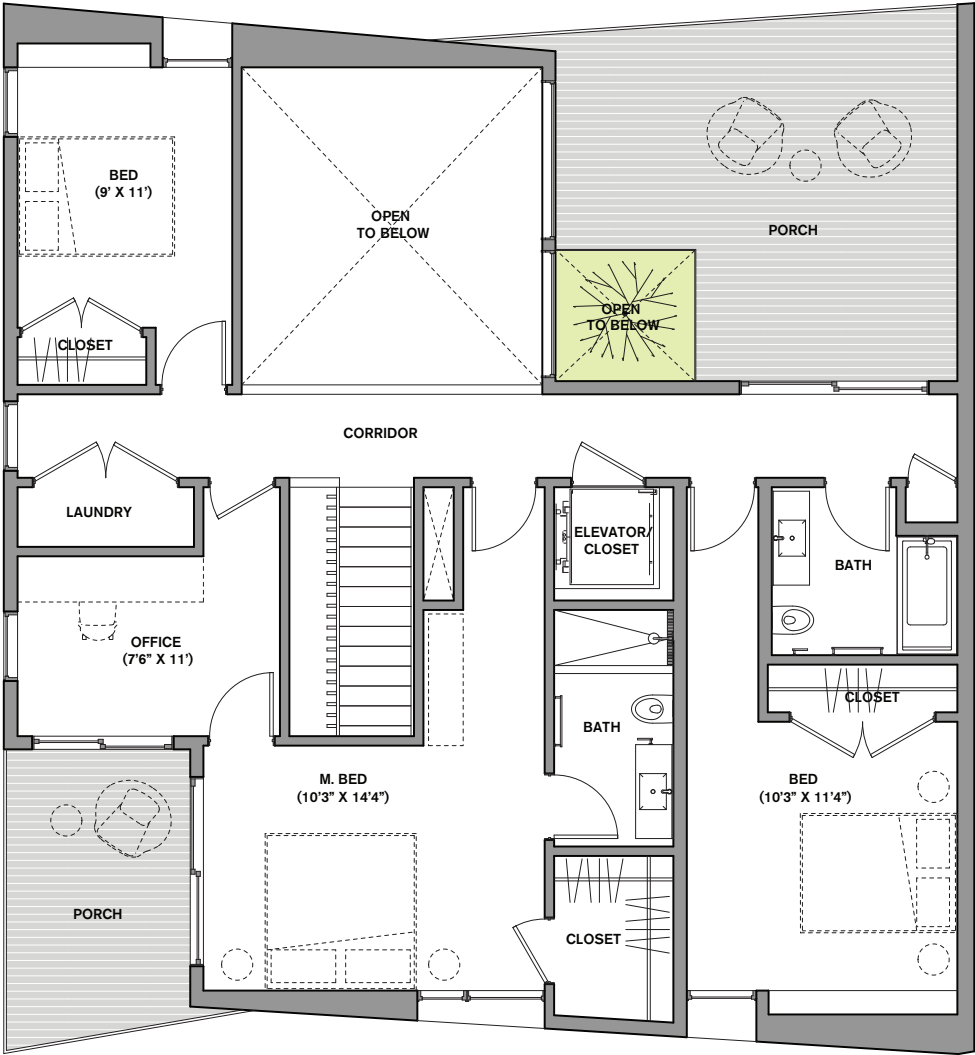 BED
(9’ X 11’)
OPEN
TO BELOW
PORCH
OPEN
TO BELOW
CLOSET
CORRIDOR
LAUNDRY
ELEVATOR/
CLOSET
BATH
OFFICE
(7’6” X 11’)
CLOSET
BATH
M. BED
(10’3” X 14’4”)
BED
(10’3” X 11’4”)
PORCH
CLOSET